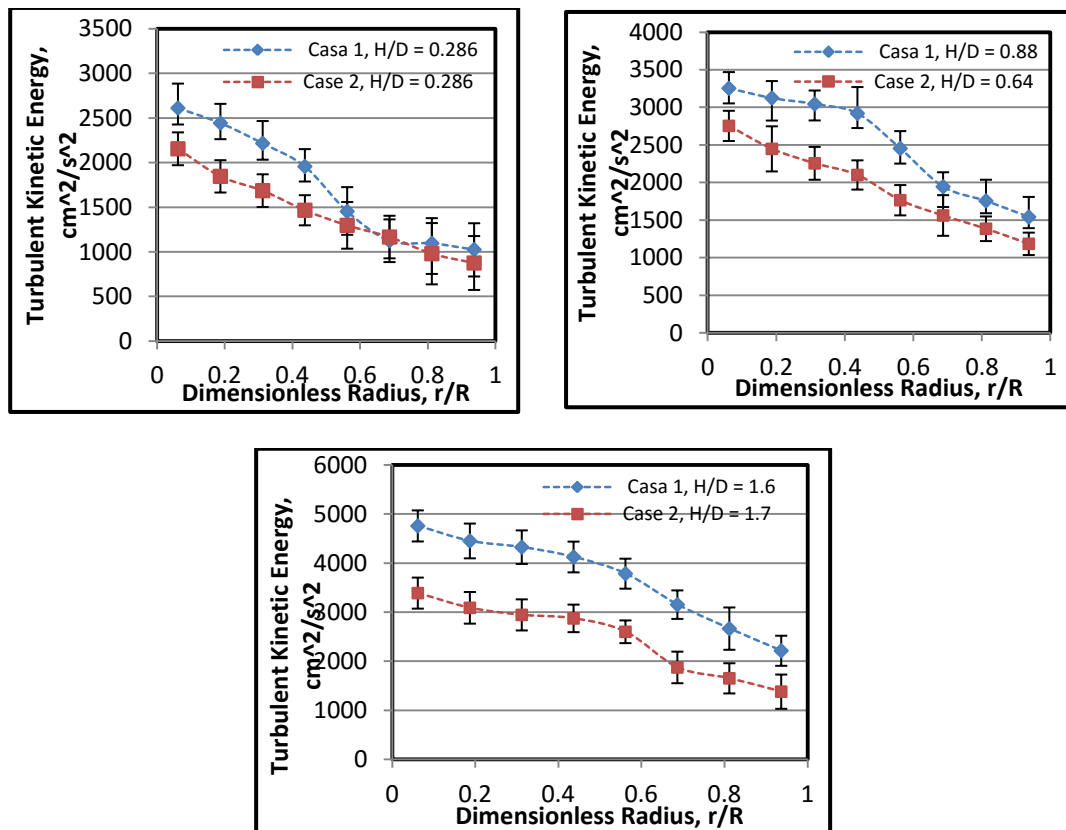 Turbulent Kinetic Energy,
cm^2/s^2
3500
3000
2500
2000
1500
1000
500
0
Casa 1, H/D = 0.286
Case 2, H/D = 0.286
0 0.2 0.4 0.6 0.8 1
Dimensionless Radius, r/R
Turbulent Kinetic Energy,
cm^2/s^2
4000
3500
3000
2500
2000
1500
1000
500
0
Casa 1, H/D = 0.88
Case 2, H/D = 0.64
0 0.2 0.4 0.6 0.8 1
Dimensionless Radius, r/R
Turbulent Kinetic Energy,
cm^2/s^2
6000
5000
4000
3000
2000
1000
0
Casa 1, H/D = 1.6
Case 2, H/D = 1.7
0 0.2 0.4 0.6 0.8 1
Dimensionless Radius, r/R